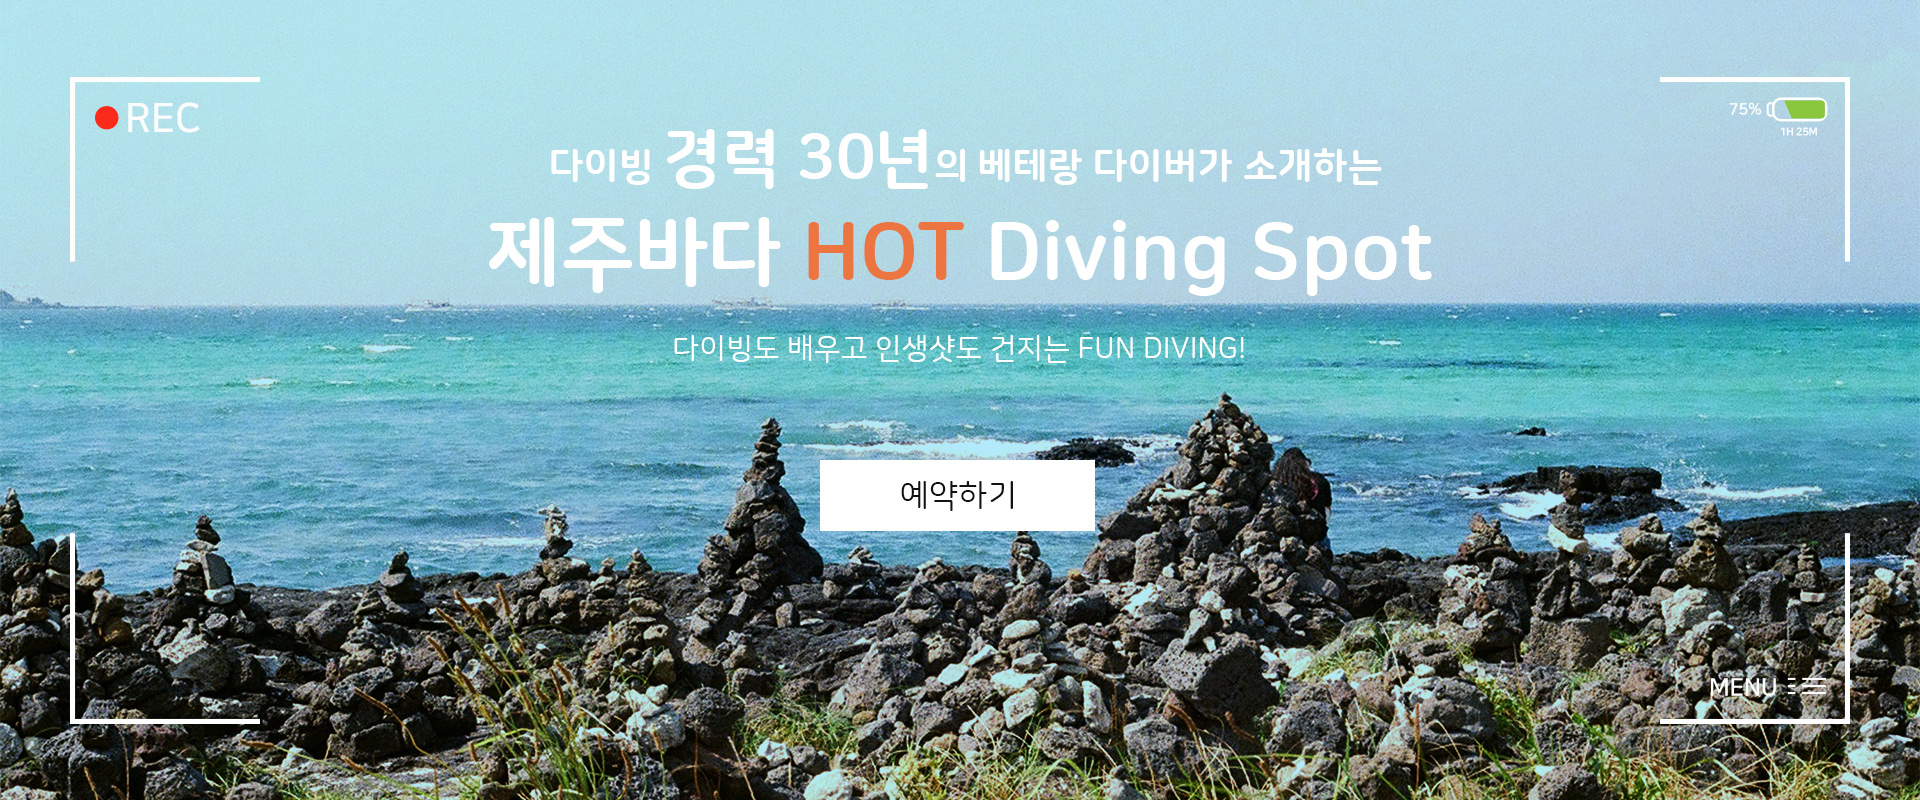 REC
75%
1H 25M
다이빙 경력 30년의 베테랑 다이버가 소개하는
제주바다 HOT Diving Spot
다이빙도 배우고 인생샷도 건지는 FUN DIVING!
예약하기
MENU